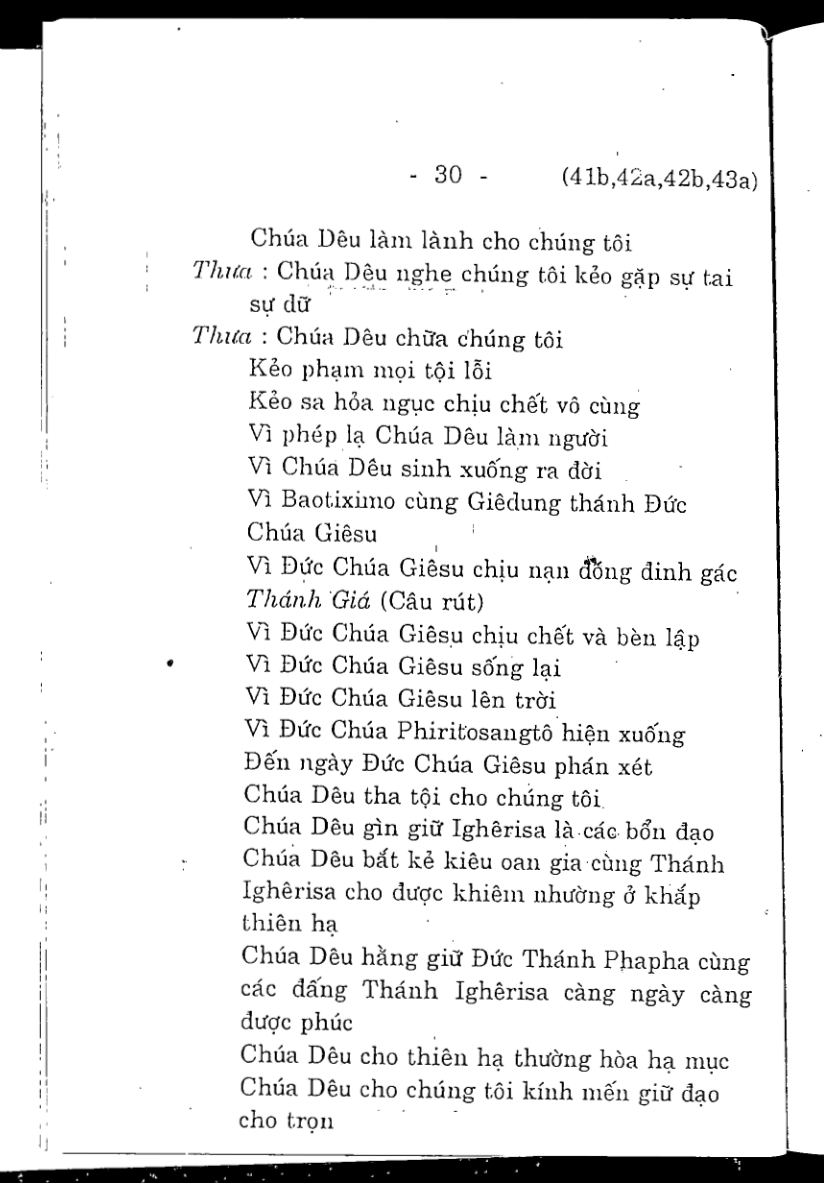 - 30 - (41b,42a,42b,43a)
Chúa Dêu làm lành cho chúng tôi
Thưa : Chúa Dêu nghe chúng tôi kẻo gặp sự tai
sự dữ
Thưa : Chúa Dêu chữa chúng tôi
Kẻo phạm mọi tội lỗi
Kẻo sa hỏa ngục chịu chết vô cùng
Vì phép lạ Chúa Dêu làm người
Vì Chúa Dêu sinh xuống ra đời
Vì Baotiximo cùng Giêdung thánh Đức
Chúa Giêsu
Vì Đức Chúa Giêsu chịu nạn đóng đinh gác
Thánh Giá (Câu rút)
Vì Đức Chúa Giêsu chịu chết và bèn lập
Vì Đức Chúa Giêsu sống lại
Vì Đức Chúa Giêsu lên trời
Vì Đức Chúa Phiritosangtô hiện xuống
Đến ngày Đức Chúa Giêsu phán xét
Chúa Dêu tha tội cho chúng tôi
Chúa Dêu gìn giữ Ighêrisa là các bổn đạo
Chúa Dêu bắt kẻ kiêu oan gia cùng Thánh
Ighêrisa cho được khiêm nhường ở khắp
thiên hạ
Chúa Dêu hằng giữ Đức Thánh Phapha cùng
các đấng Thánh Ighêrisa càng ngày càng
được phúc
Chúa Dêu cho thiên hạ thường hòa hạ mục
Chúa Dêu cho chúng tôi kính mến giữ đạo
cho trọn